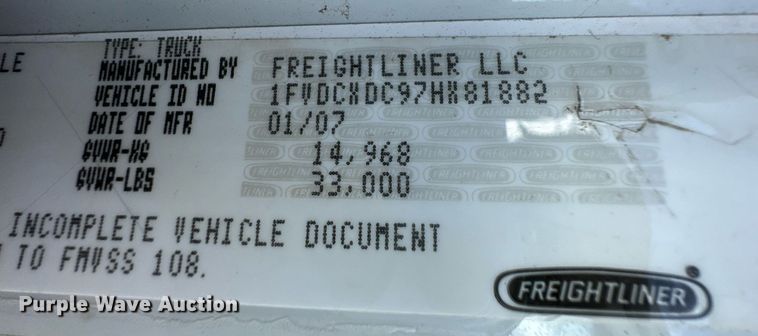 LE
TYPE: TRUCK
MANUFACTURED BY FREIGHTLINER LLC
VEHICLE ID NO 1FVDCXDC97HX81882
DATE OF MFR 01/07
GVWR-KG 14,968
GVWR-LBS 33,000
INCOMPLETE VEHICLE DOCUMENT
TO FMVSS 108.
FREIGHTLINER
Purple Wave Auction